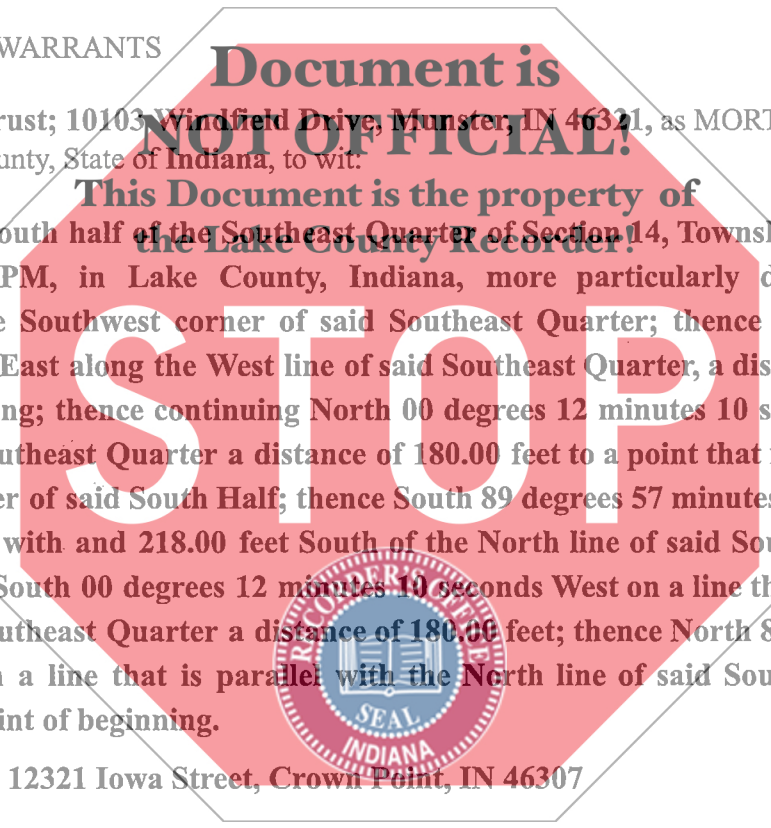 WARRANTS
Document is
rust; 10103 Windfield Drive, Munster, IN 46321, as MORT
NOT OFFICIAL!
unty, State of Indiana, to wit:
This Document is the property of
outh half of the Southeast Quarter of Section 14, Townsh
the Lake County Recorder!
PM, in Lake County, Indiana, more particularly d
e Southwest corner of said Southeast Quarter; thence
East along the West line of said Southeast Quarter, a dis
ng; thence continuing North 00 degrees 12 minutes 10 s
utheast Quarter a distance of 180.00 feet to a point that
er of said South Half; thence South 89 degrees 57 minutes
with and 218.00 feet South of the North line of said Sou
South 00 degrees 12 minutes 10 seconds West on a line th
utheast Quarter a distance of 180.00 feet; thence North 8
a line that is parallel with the North line of said Sou
int of beginning.
12321 Iowa Street, Crown Point, IN 46307
STOP
RECORDER'S OFFICE
SEAL
INDIANA